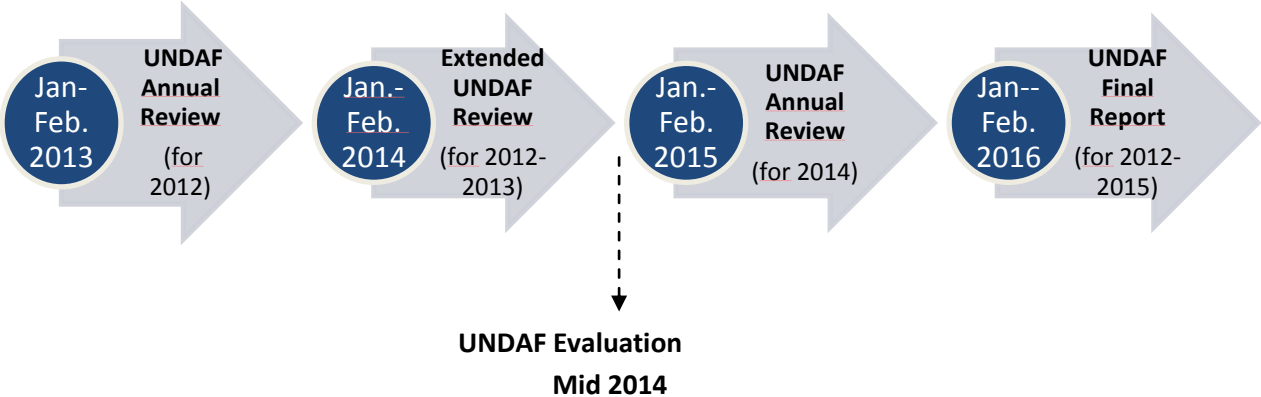 Jan-
Feb.
2013
UNDAF
Annual
Review
(for
2012)
Jan.-
Feb.
2014
Extended
UNDAF
Review
(for 2012-
2013)
Jan.-
Feb.
2015
UNDAF
Annual
Review
(for 2014)
Jan--
Feb.
2016
UNDAF
Final
Report
(for 2012-
2015)
UNDAF Evaluation
Mid 2014